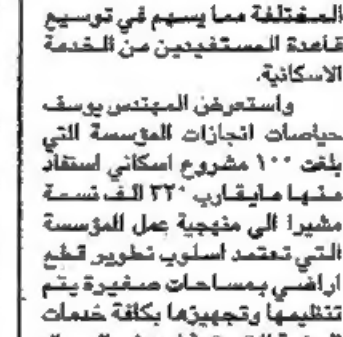 المختلفة مما يسهم في توسيع
قاعدة المستفيدين من الخدمة
الاسكانية.
واستعرض المهندس يوسف
حياصات انجازات المؤسسة التي
بلغت ١٠٠ مشروع اسكاني استفاد
منها مايقارب ٢٢٠ الف نسمة
مشيرا الى منهجية عمل المؤسسة
التي تعتمد اسلوب تطوير قطع
اراضي بمساحات صغيرة يتم
تنظيمها وتجهيزها بكافة خدمات